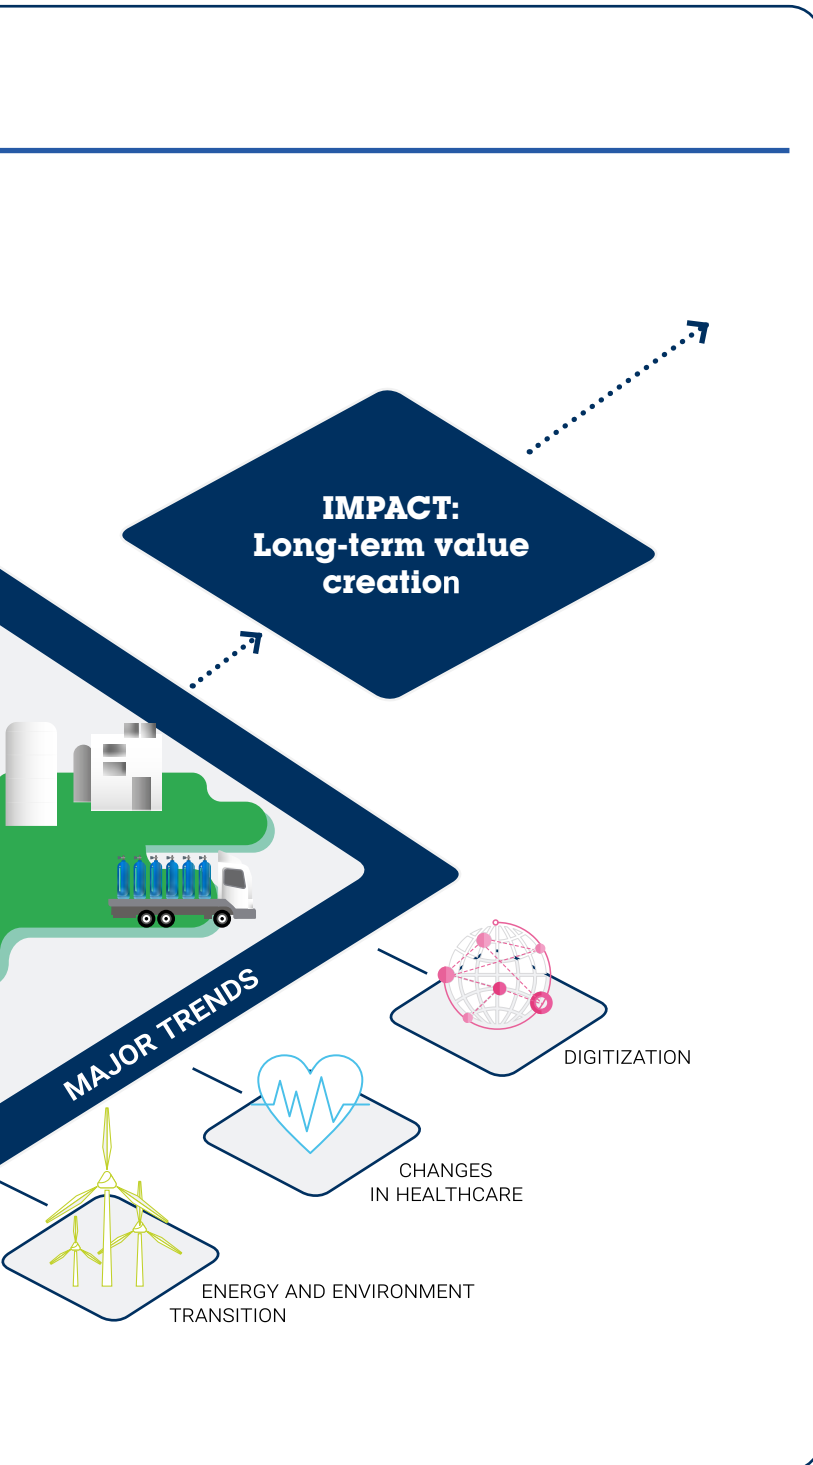 IMPACT:
Long-term value
creation
MAJOR TRENDS
DIGITIZATION
CHANGES
IN HEALTHCARE
ENERGY AND ENVIRONMENT
TRANSITION